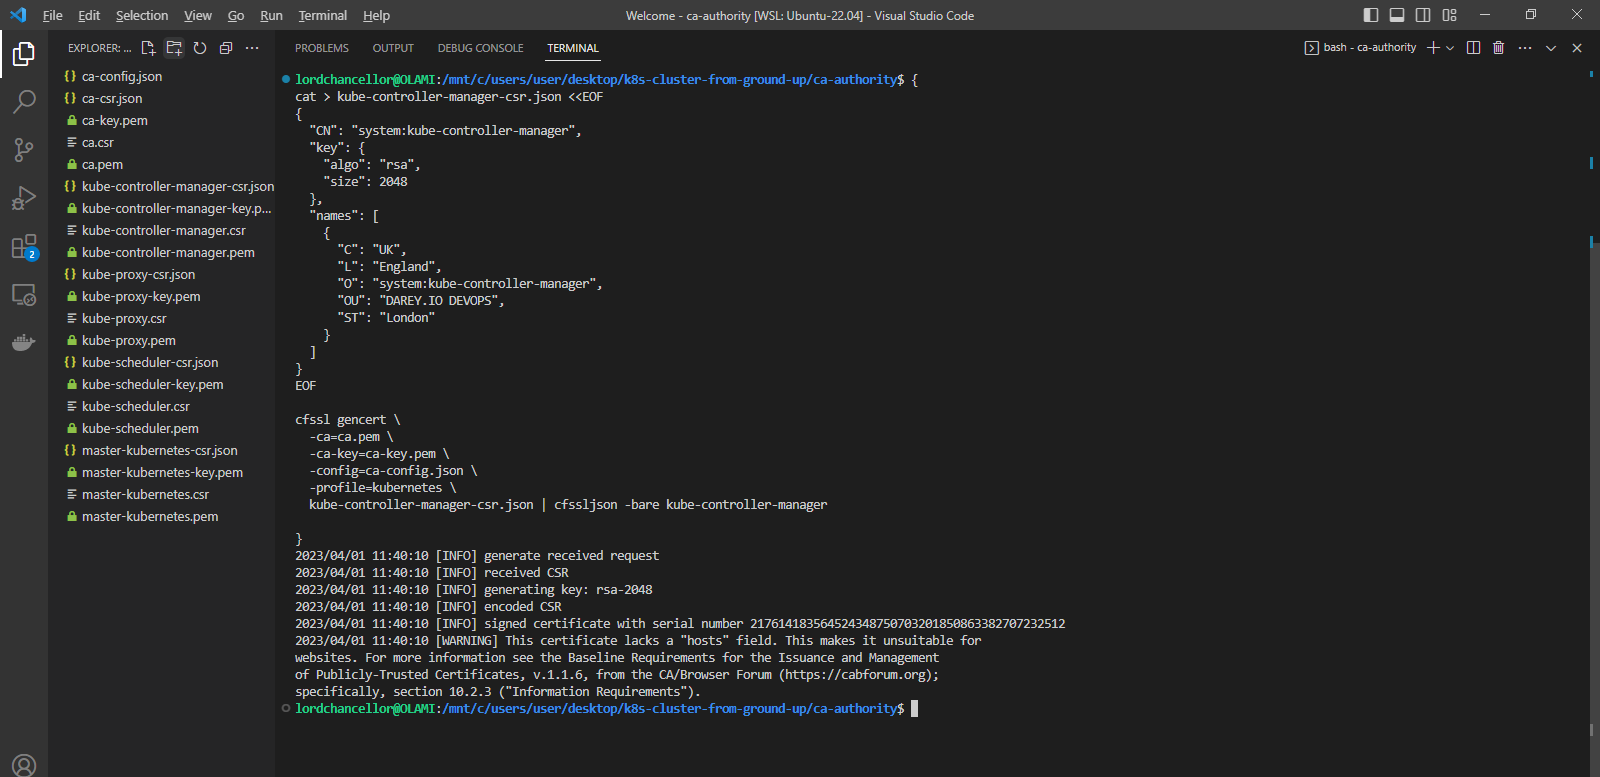 File Edit Selection View Go Run Terminal Help
Welcome - ca-authority [WSL: Ubuntu-22.04] - Visual Studio Code
EXPLORER: ...
ca-config.json
ca-csr.json
ca-key.pem
ca.csr
ca.pem
kube-controller-manager-csr.json
kube-controller-manager-key.p...
kube-controller-manager.csr
kube-controller-manager.pem
kube-proxy-csr.json
kube-proxy-key.pem
kube-proxy.csr
kube-proxy.pem
kube-scheduler-csr.json
kube-scheduler-key.pem
kube-scheduler.csr
kube-scheduler.pem
master-kubernetes-csr.json
master-kubernetes-key.pem
master-kubernetes.csr
master-kubernetes.pem
2
PROBLEMS OUTPUT DEBUG CONSOLE TERMINAL
bash - ca-authority
lordchancellor@OLAMI:/mnt/c/users/user/desktop/k8s-cluster-from-ground-up/ca-authority$ {
cat > kube-controller-manager-csr.json <<EOF
{
  "CN": "system:kube-controller-manager",
  "key": {
    "algo": "rsa",
    "size": 2048
  },
  "names": [
    {
      "C": "UK",
      "L": "England",
      "O": "system:kube-controller-manager",
      "OU": "DAREY.IO DEVOPS",
      "ST": "London"
    }
  ]
}
EOF
cfssl gencert \
  -ca=ca.pem \
  -ca-key=ca-key.pem \
  -config=ca-config.json \
  -profile=kubernetes \
  kube-controller-manager-csr.json | cfssljson -bare kube-controller-manager
}
2023/04/01 11:40:10 [INFO] generate received request
2023/04/01 11:40:10 [INFO] received CSR
2023/04/01 11:40:10 [INFO] generating key: rsa-2048
2023/04/01 11:40:10 [INFO] encoded CSR
2023/04/01 11:40:10 [INFO] signed certificate with serial number 217614183564524348750703201850863382707232512
2023/04/01 11:40:10 [WARNING] This certificate lacks a "hosts" field. This makes it unsuitable for
websites. For more information see the Baseline Requirements for the Issuance and Management
of Publicly-Trusted Certificates, v.1.1.6, from the CA/Browser Forum (https://cabforum.org);
specifically, section 10.2.3 ("Information Requirements").
lordchancellor@OLAMI:/mnt/c/users/user/desktop/k8s-cluster-from-ground-up/ca-authority$